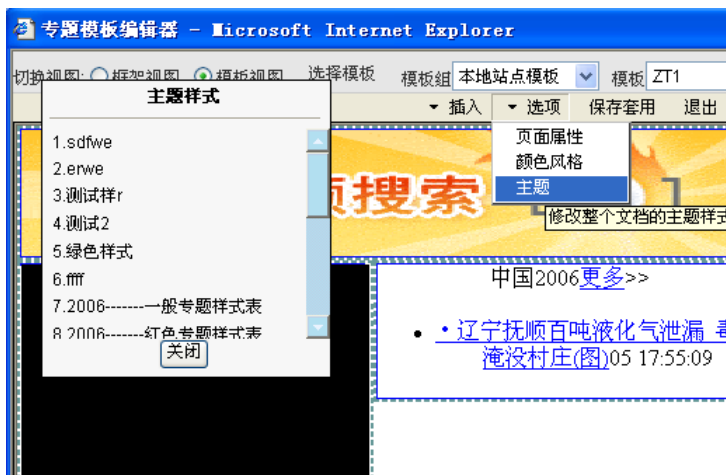 专题模板编辑器 - Microsoft Internet Explorer
切换视图: 框架视图 模板视图 选择模板 模板组 本地站点模板 模板 ZT1
插入 选项 保存套用 退出
主题样式
1.sdfwe
2.erwe
3.测试样r
4.测试2
5.绿色样式
6.ffff
7.2006-------一般专题样式表
8.2006-------红色专题样式表
关闭
页面属性
颜色风格
主题
修改整个文档的主题样式
搜索
中国2006更多>>
• 辽宁抚顺百吨液化气泄漏 毒
淹没村庄(图)05 17:55:09